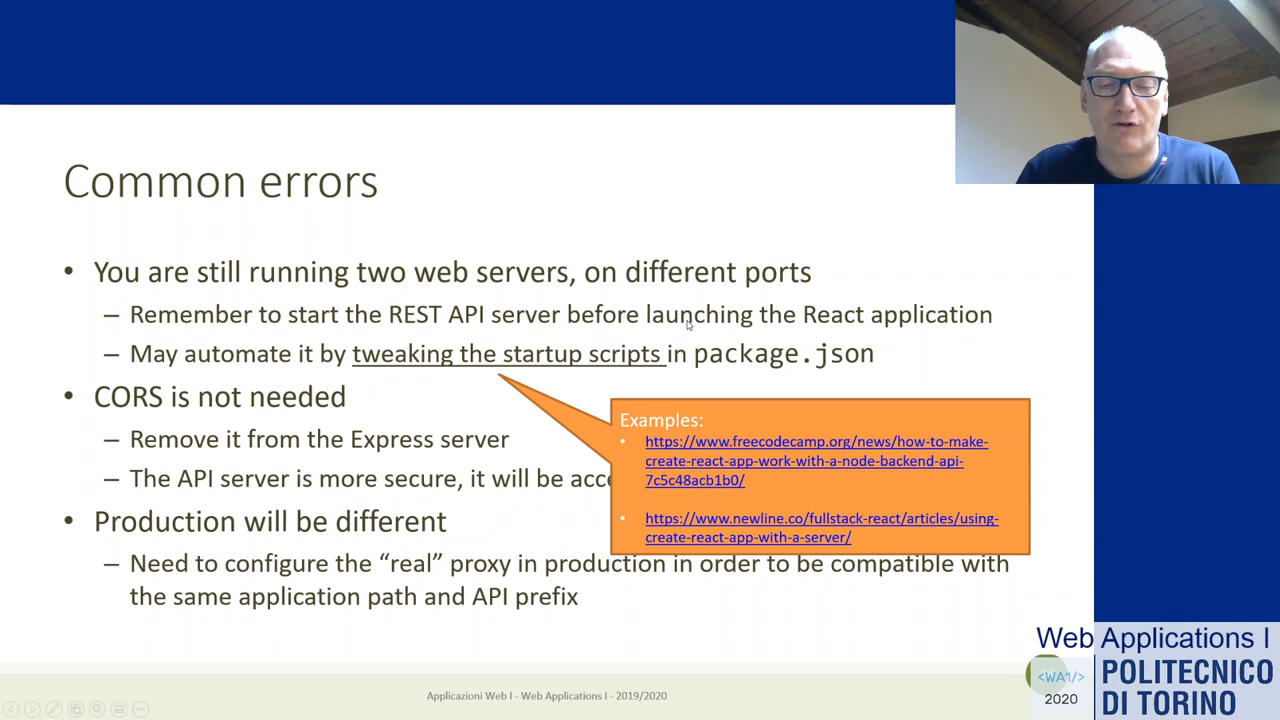 Common errors
• You are still running two web servers, on different ports
– Remember to start the REST API server before launching the React application
– May automate it by tweaking the startup scripts in package.json
• CORS is not needed
– Remove it from the Express server
– The API server is more secure, it will be
• Production will be different
– Need to configure the “real” proxy in production in order to be compatible with
the same application path and API prefix
Examples:
• https://www.freecodecamp.org/news/how-to-make-
create-react-app-work-with-a-node-backend-api-
7c5c48acb1b0/
• https://www.newline.co/fullstack-react/articles/using-
create-react-app-with-a-server/
Applicazioni Web I - Web Applications I - 2019/2020
Web Applications I
<WA1/>
2020
POLITECNICO
DI TORINO